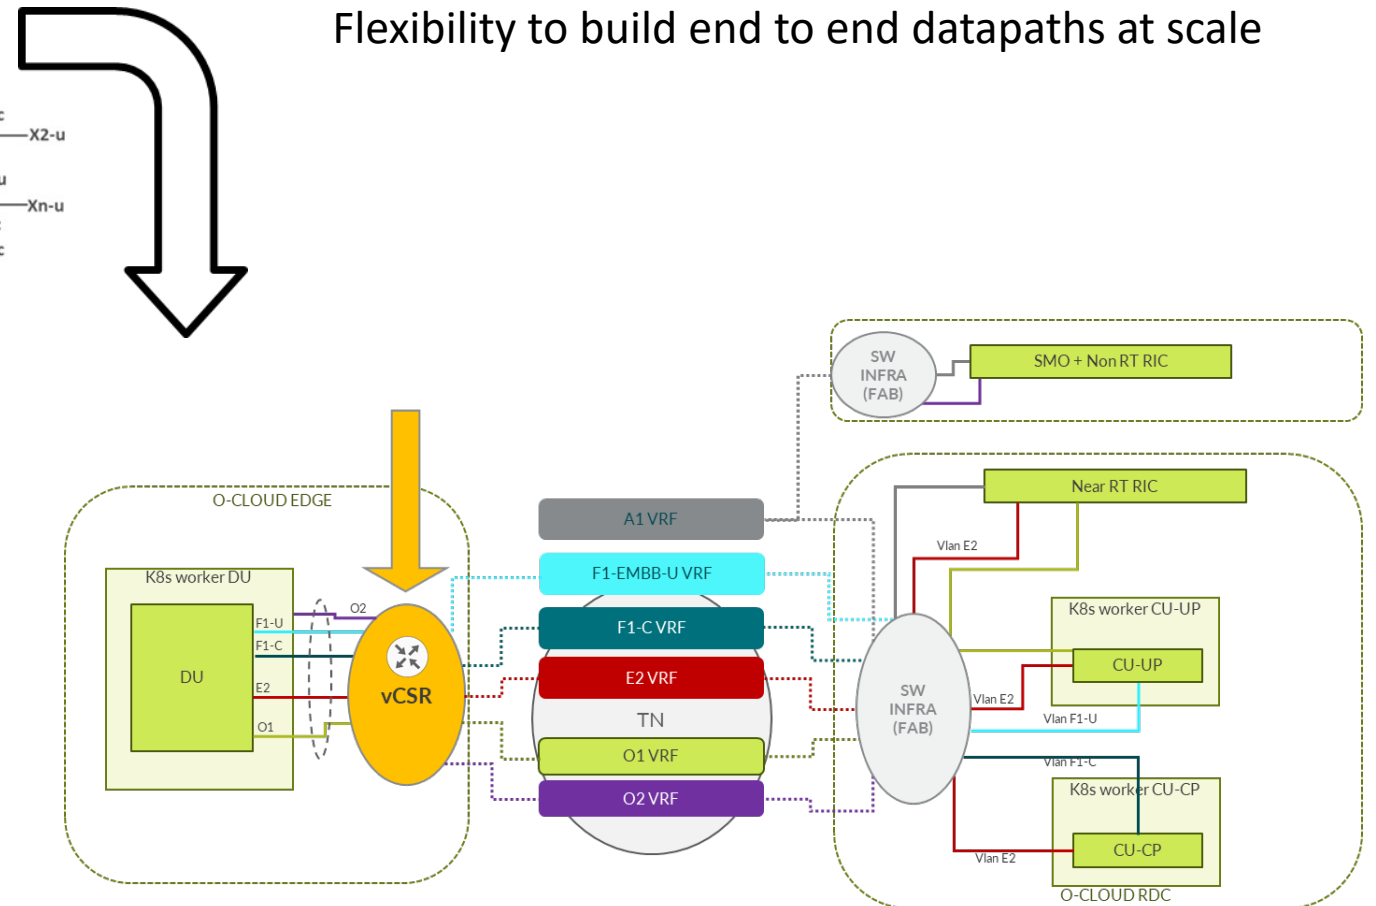 Flexibility to build end to end datapaths at scale
c
X2-u
u
Xn-u
c
SW
INFRA
(FAB)
SMO + Non RT RIC
O-CLOUD EDGE
A1 VRF
Near RT RIC
Vlan E2
K8s worker DU
F1-EMBB-U VRF
O2
F1-U
F1-C
DU
E2
O1
vCSR
F1-C VRF
E2 VRF
TN
O1 VRF
O2 VRF
SW
INFRA
(FAB)
K8s worker CU-UP
CU-UP
Vlan E2
Vlan F1-U
Vlan F1-C
K8s worker CU-CP
CU-CP
Vlan E2
O-CLOUD RDC